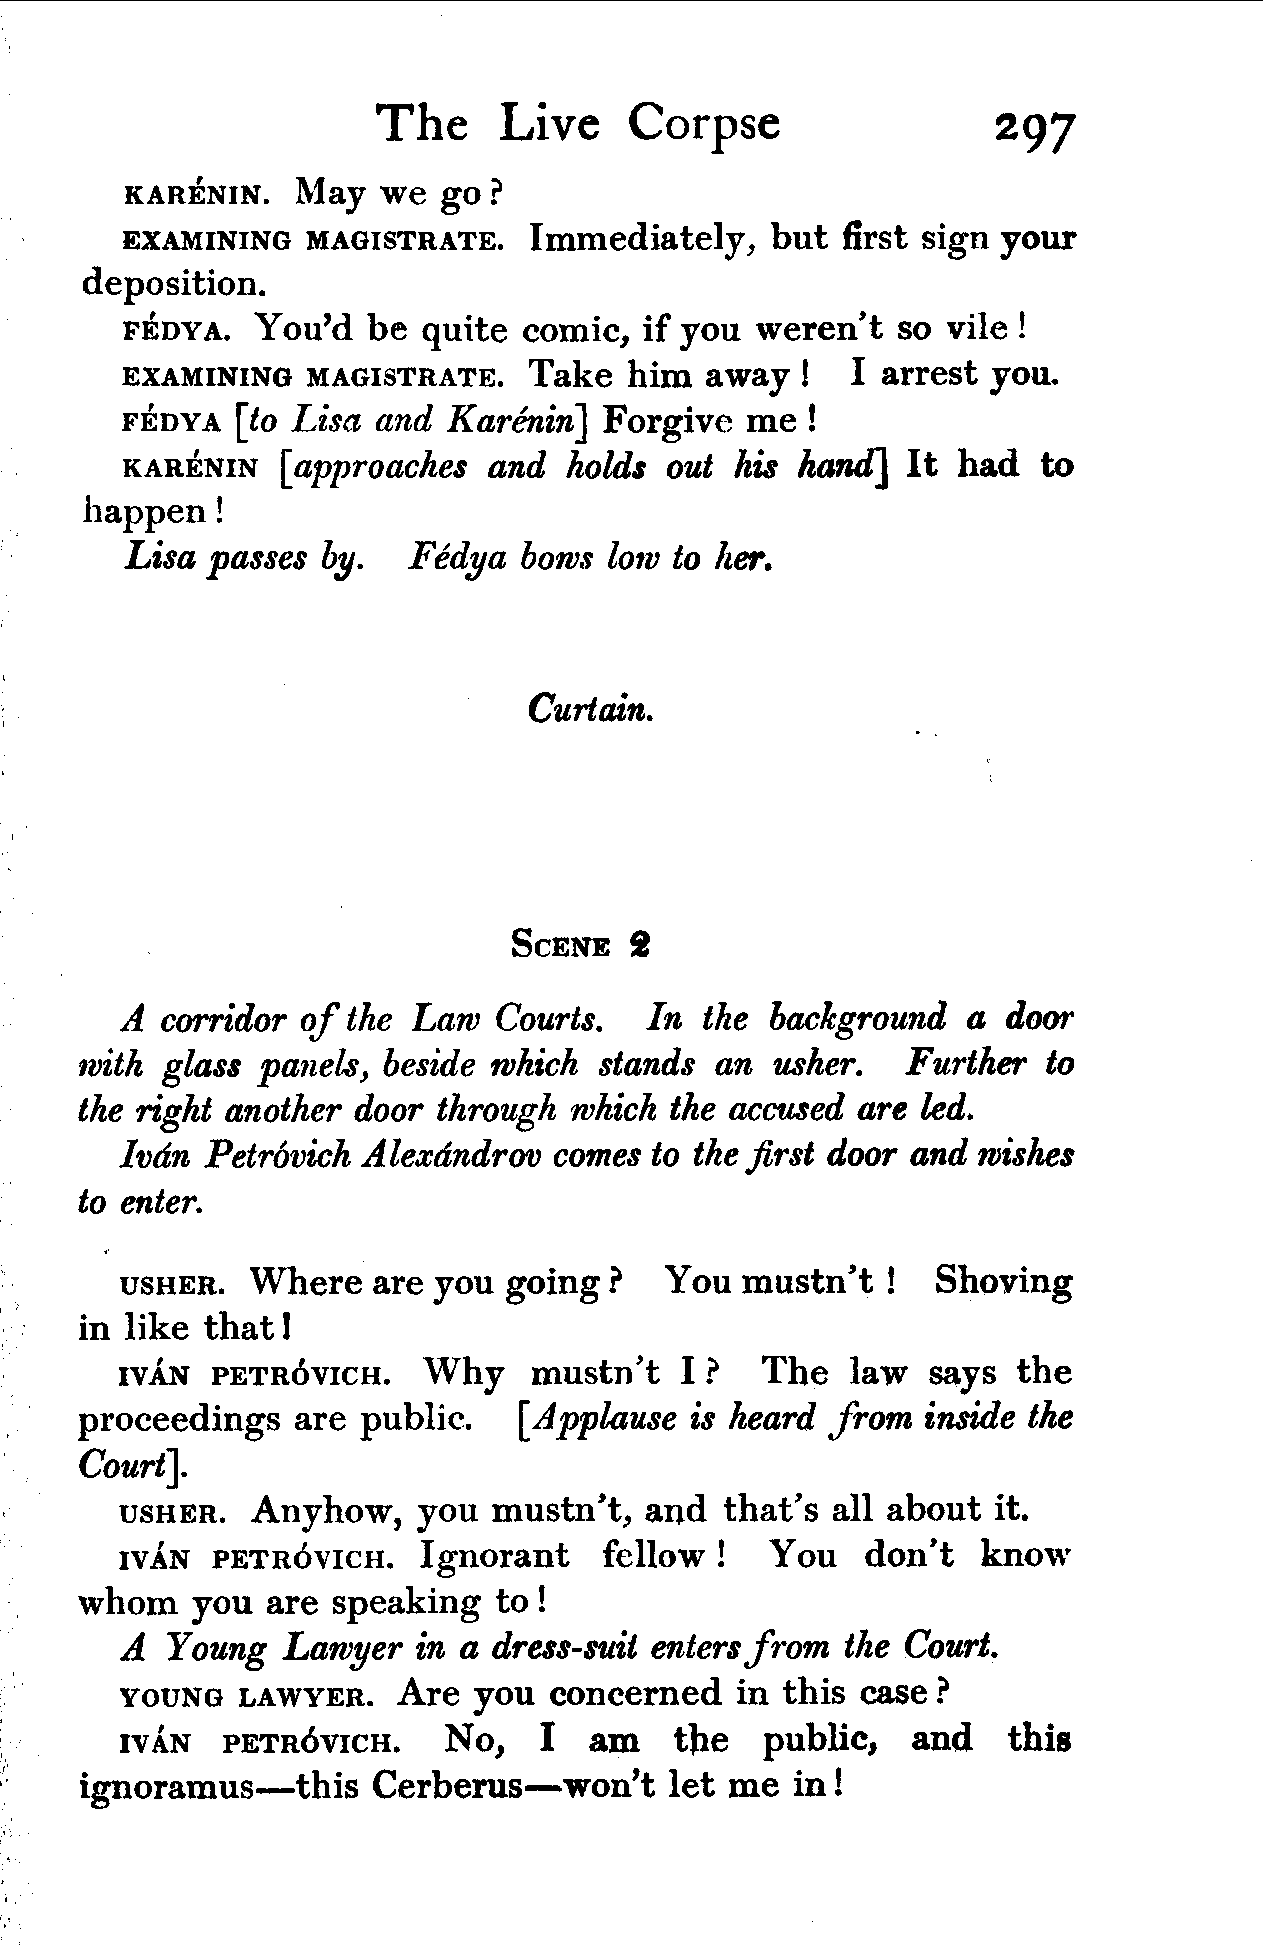 The Live Corpse 297
KARÉNIN. May we go?
EXAMINING MAGISTRATE. Immediately, but first sign your
deposition.
FÉDYA. You'd be quite comic, if you weren't so vile!
EXAMINING MAGISTRATE. Take him away! I arrest you.
FÉDYA [to Lisa and Karénin] Forgive me!
KARÉNIN [approaches and holds out his hand] It had to
happen!
Lisa passes by. Fédya bows low to her.
Curtain.
SCENE 2
A corridor of the Law Courts. In the background a door
with glass panels, beside which stands an usher. Further to
the right another door through which the accused are led.
Iván Petróvich Alexándrov comes to the first door and wishes
to enter.
USHER. Where are you going? You mustn't! Shoving
in like that!
IVÁN PETRÓVICH. Why mustn't I? The law says the
proceedings are public. [Applause is heard from inside the
Court].
USHER. Anyhow, you mustn't, and that's all about it.
IVÁN PETRÓVICH. Ignorant fellow! You don't know
whom you are speaking to!
A Young Lawyer in a dress-suit enters from the Court.
YOUNG LAWYER. Are you concerned in this case?
IVÁN PETRÓVICH. No, I am the public, and this
ignoramus—this Cerberus—won't let me in!